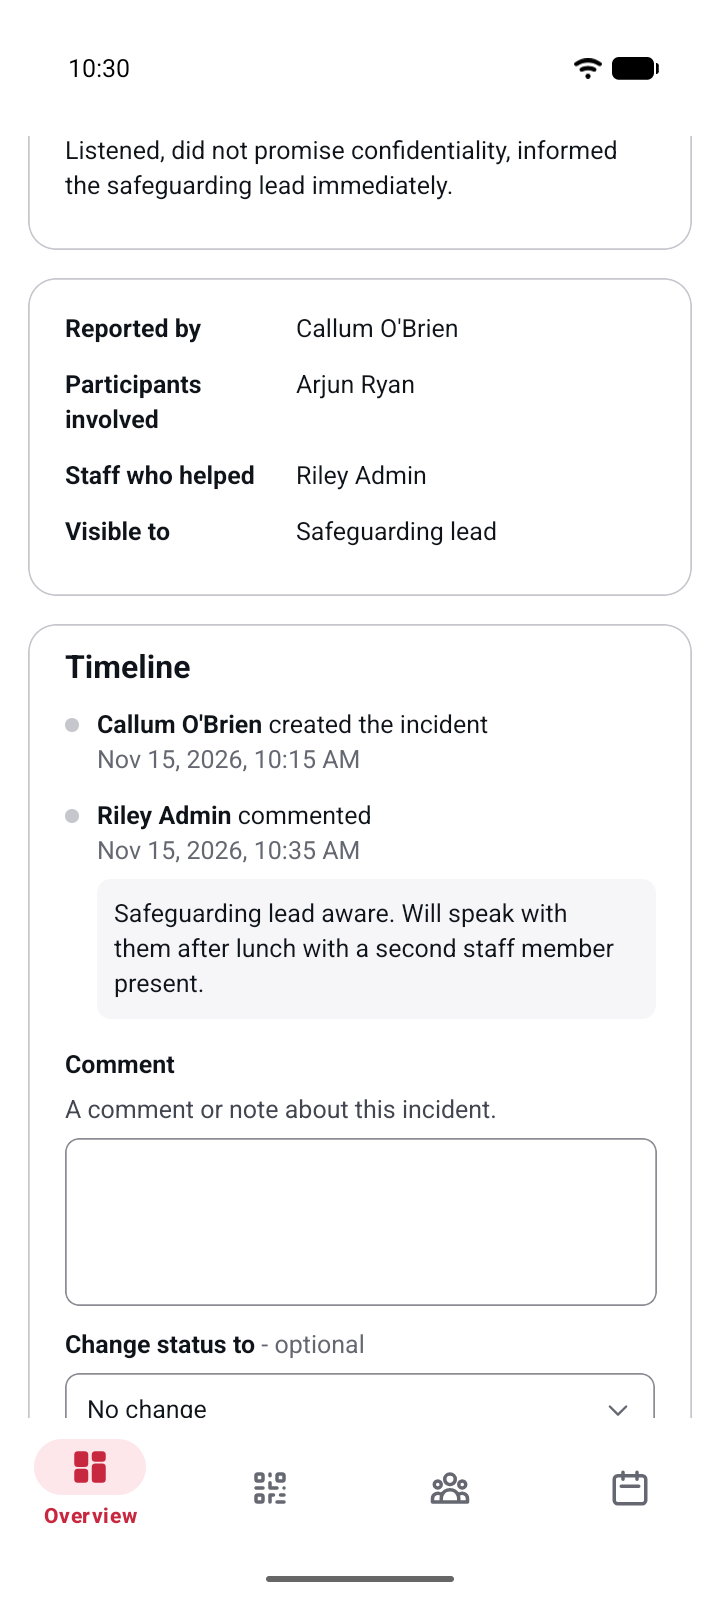 10:30
Listened, did not promise confidentiality, informed
the safeguarding lead immediately.
Reported by Callum O'Brien
Participants involved Arjun Ryan
Staff who helped Riley Admin
Visible to Safeguarding lead
Timeline
Callum O'Brien created the incident
Nov 15, 2026, 10:15 AM
Riley Admin commented
Nov 15, 2026, 10:35 AM
Safeguarding lead aware. Will speak with
them after lunch with a second staff member
present.
Comment
A comment or note about this incident.
Change status to - optional
No change
Overview